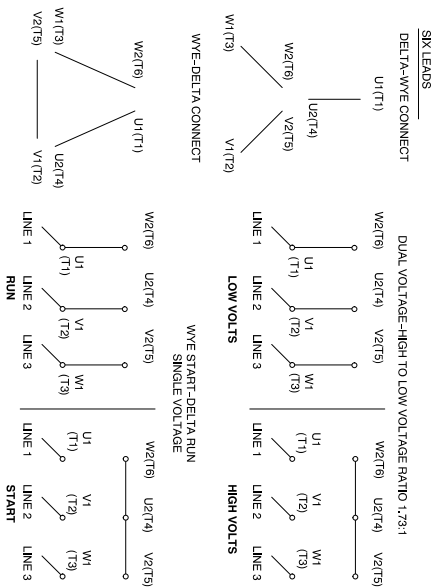 SIX LEADS
DELTA-WYE CONNECT
U1(T1)
U2(T4)
W2(T6)
V2(T5)
W1(T3)
V1(T2)
DUAL VOLTAGE-HIGH TO LOW VOLTAGE RATIO 1.73:1
W2(T6) U2(T4) V2(T5)
U1 (T1) V1 (T2) W1 (T3)
LINE 1 LINE 2 LINE 3
LOW VOLTS
W2(T6) U2(T4) V2(T5)
U1 (T1) V1 (T2) W1 (T3)
LINE 1 LINE 2 LINE 3
HIGH VOLTS
WYE-DELTA CONNECT
W2(T6) U1(T1)
W1(T3) U2(T4)
V2(T5) V1(T2)
WYE START-DELTA RUN
SINGLE VOLTAGE
W2(T6) U2(T4) V2(T5)
U1 (T1) V1 (T2) W1 (T3)
LINE 1 LINE 2 LINE 3
RUN
W2(T6) U2(T4) V2(T5)
U1 (T1) V1 (T2) W1 (T3)
LINE 1 LINE 2 LINE 3
START